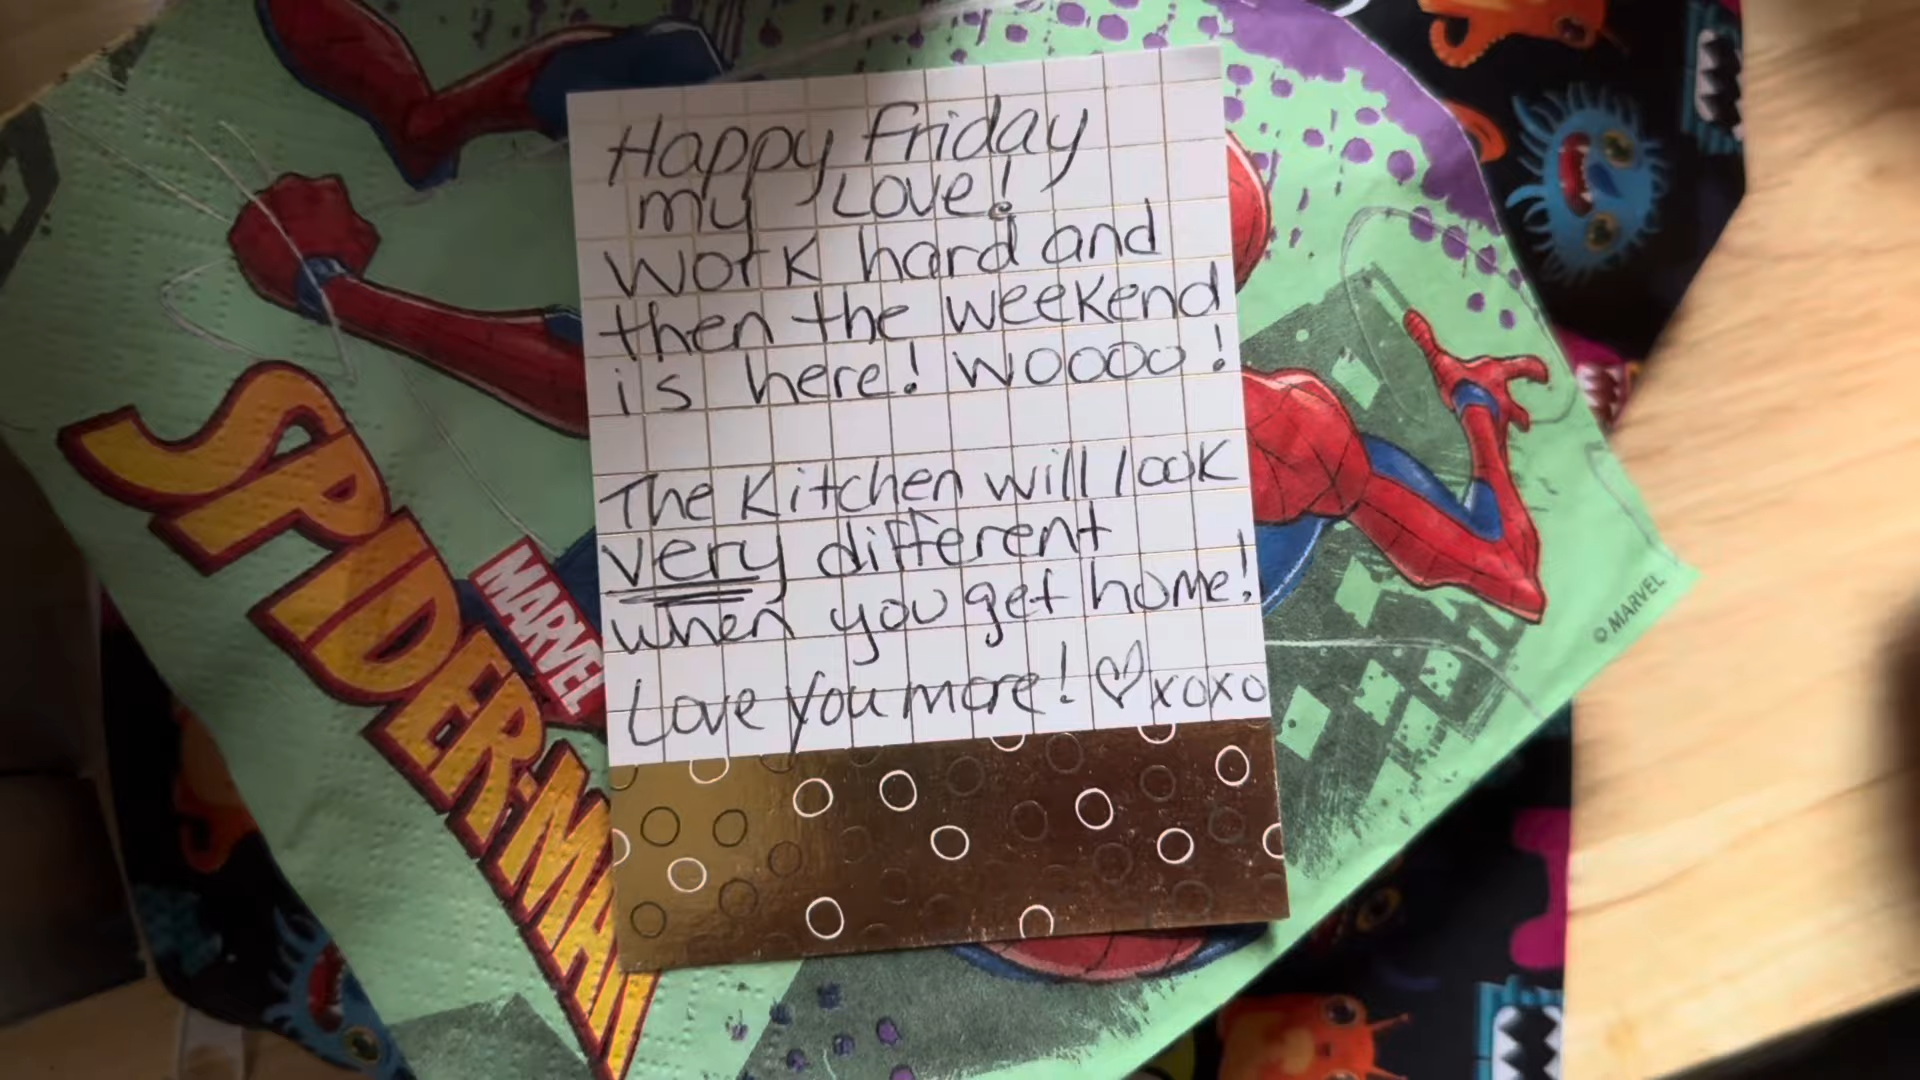 Happy Friday
my Love!
Work hard and
then the weekend
is here! Woooo!
The Kitchen will look
very different
when you get home!
Love You more! ♡xoxo
SPIDER-MAN
MARVEL
© MARVEL